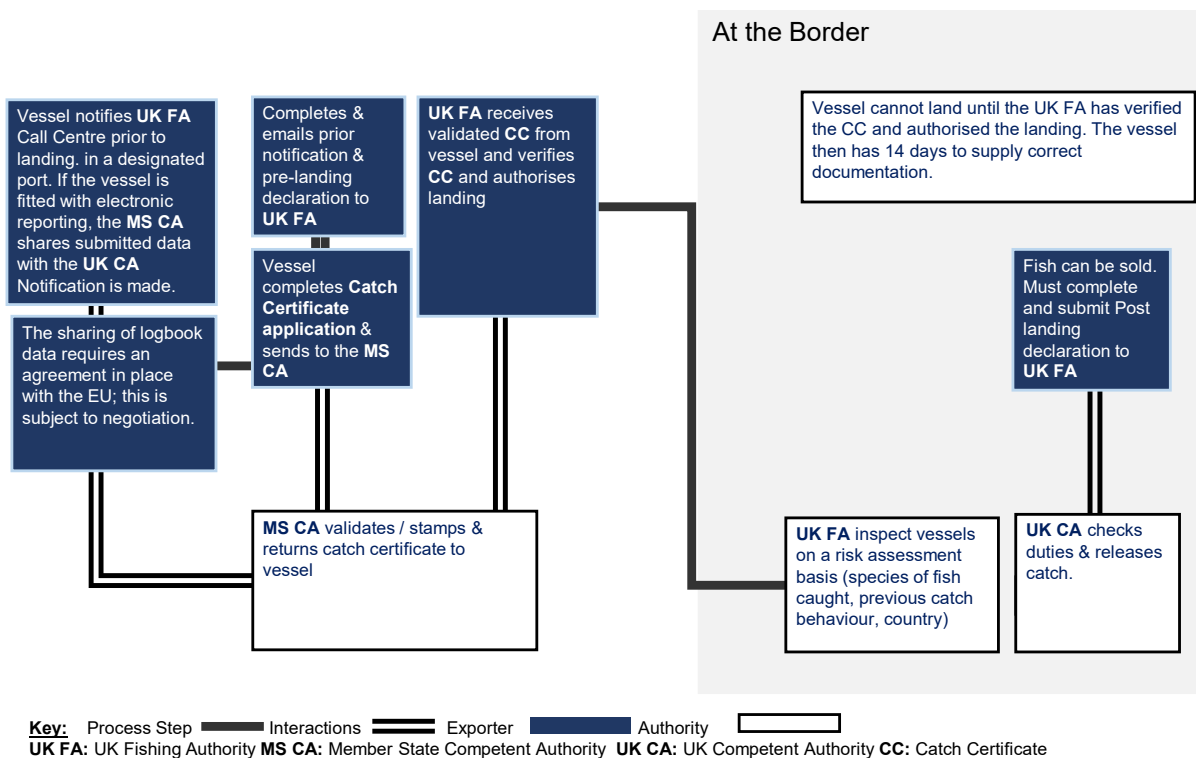 At the Border
Vessel notifies UK FA
Call Centre prior to
landing. in a designated
port. If the vessel is
fitted with electronic
reporting, the MS CA
shares submitted data
with the UK CA
Notification is made.
The sharing of logbook
data requires an
agreement in place
with the EU; this is
subject to negotiation.
Completes &
emails prior
notification &
pre-landing
declaration to
UK FA
Vessel
completes Catch
Certificate
application &
sends to the MS
CA
UK FA receives
validated CC from
vessel and verifies
CC and authorises
landing
MS CA validates / stamps &
returns catch certificate to
vessel
Vessel cannot land until the UK FA has verified
the CC and authorised the landing. The vessel
then has 14 days to supply correct
documentation.
Fish can be sold.
Must complete
and submit Post
landing
declaration to
UK FA
UK FA inspect vessels
on a risk assessment
basis (species of fish
caught, previous catch
behaviour, country)
UK CA checks
duties & releases
catch.
Key: Process Step Interactions Exporter Authority
UK FA: UK Fishing Authority MS CA: Member State Competent Authority UK CA: UK Competent Authority CC: Catch Certificate